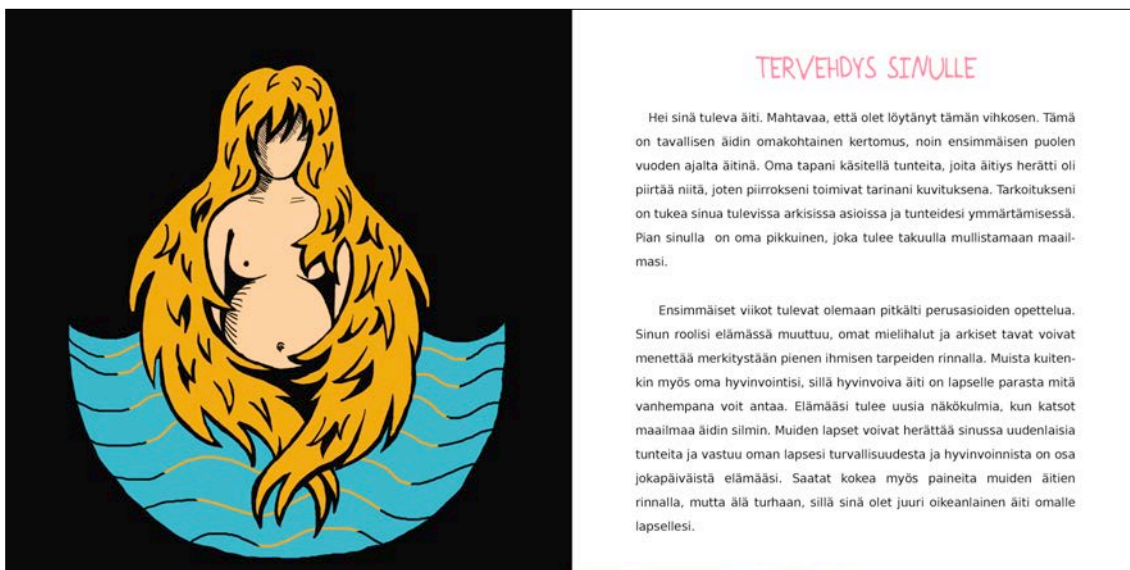 TERVEHDYS SINULLE
Hei sinä tuleva äiti. Mahtavaa, että olet löytänyt tämän vihkosen. Tämä
on tavallisen äidin omakohtainen kertomus, noin ensimmäisen puolen
vuoden ajalta äitinä. Oma tapani käsitellä tunteita, joita äitiys herätti oli
piirtää niitä, joten piirrokseni toimivat tarinani kuvituksena. Tarkoitukseni
on tukea sinua tulevissa arkisissa asioissa ja tunteidesi ymmärtämisessä.
Pian sinulla on oma pikkuinen, joka tulee takuulla mullistamaan maail-
masi.
Ensimmäiset viikot tulevat olemaan pitkälti perusasioiden opettelua.
Sinun roolisi elämässä muuttuu, omat mielihalut ja arkiset tavat voivat
menettää merkitystään pienen ihmisen tarpeiden rinnalla. Muista kuiten-
kin myös oma hyvinvointisi, sillä hyvinvoiva äiti on lapselle parasta mitä
vanhempana voit antaa. Elämääsi tulee uusia näkökulmia, kun katsot
maailmaa äidin silmin. Muiden lapset voivat herättää sinussa uudenlaisia
tunteita ja vastuu oman lapsesi turvallisuudesta ja hyvinvoinnista on osa
jokapäiväistä elämääsi. Saatat kokea myös paineita muiden äitien
rinnalla, mutta älä turhaan, sillä sinä olet juuri oikeanlainen äiti omalle
lapsellesi.